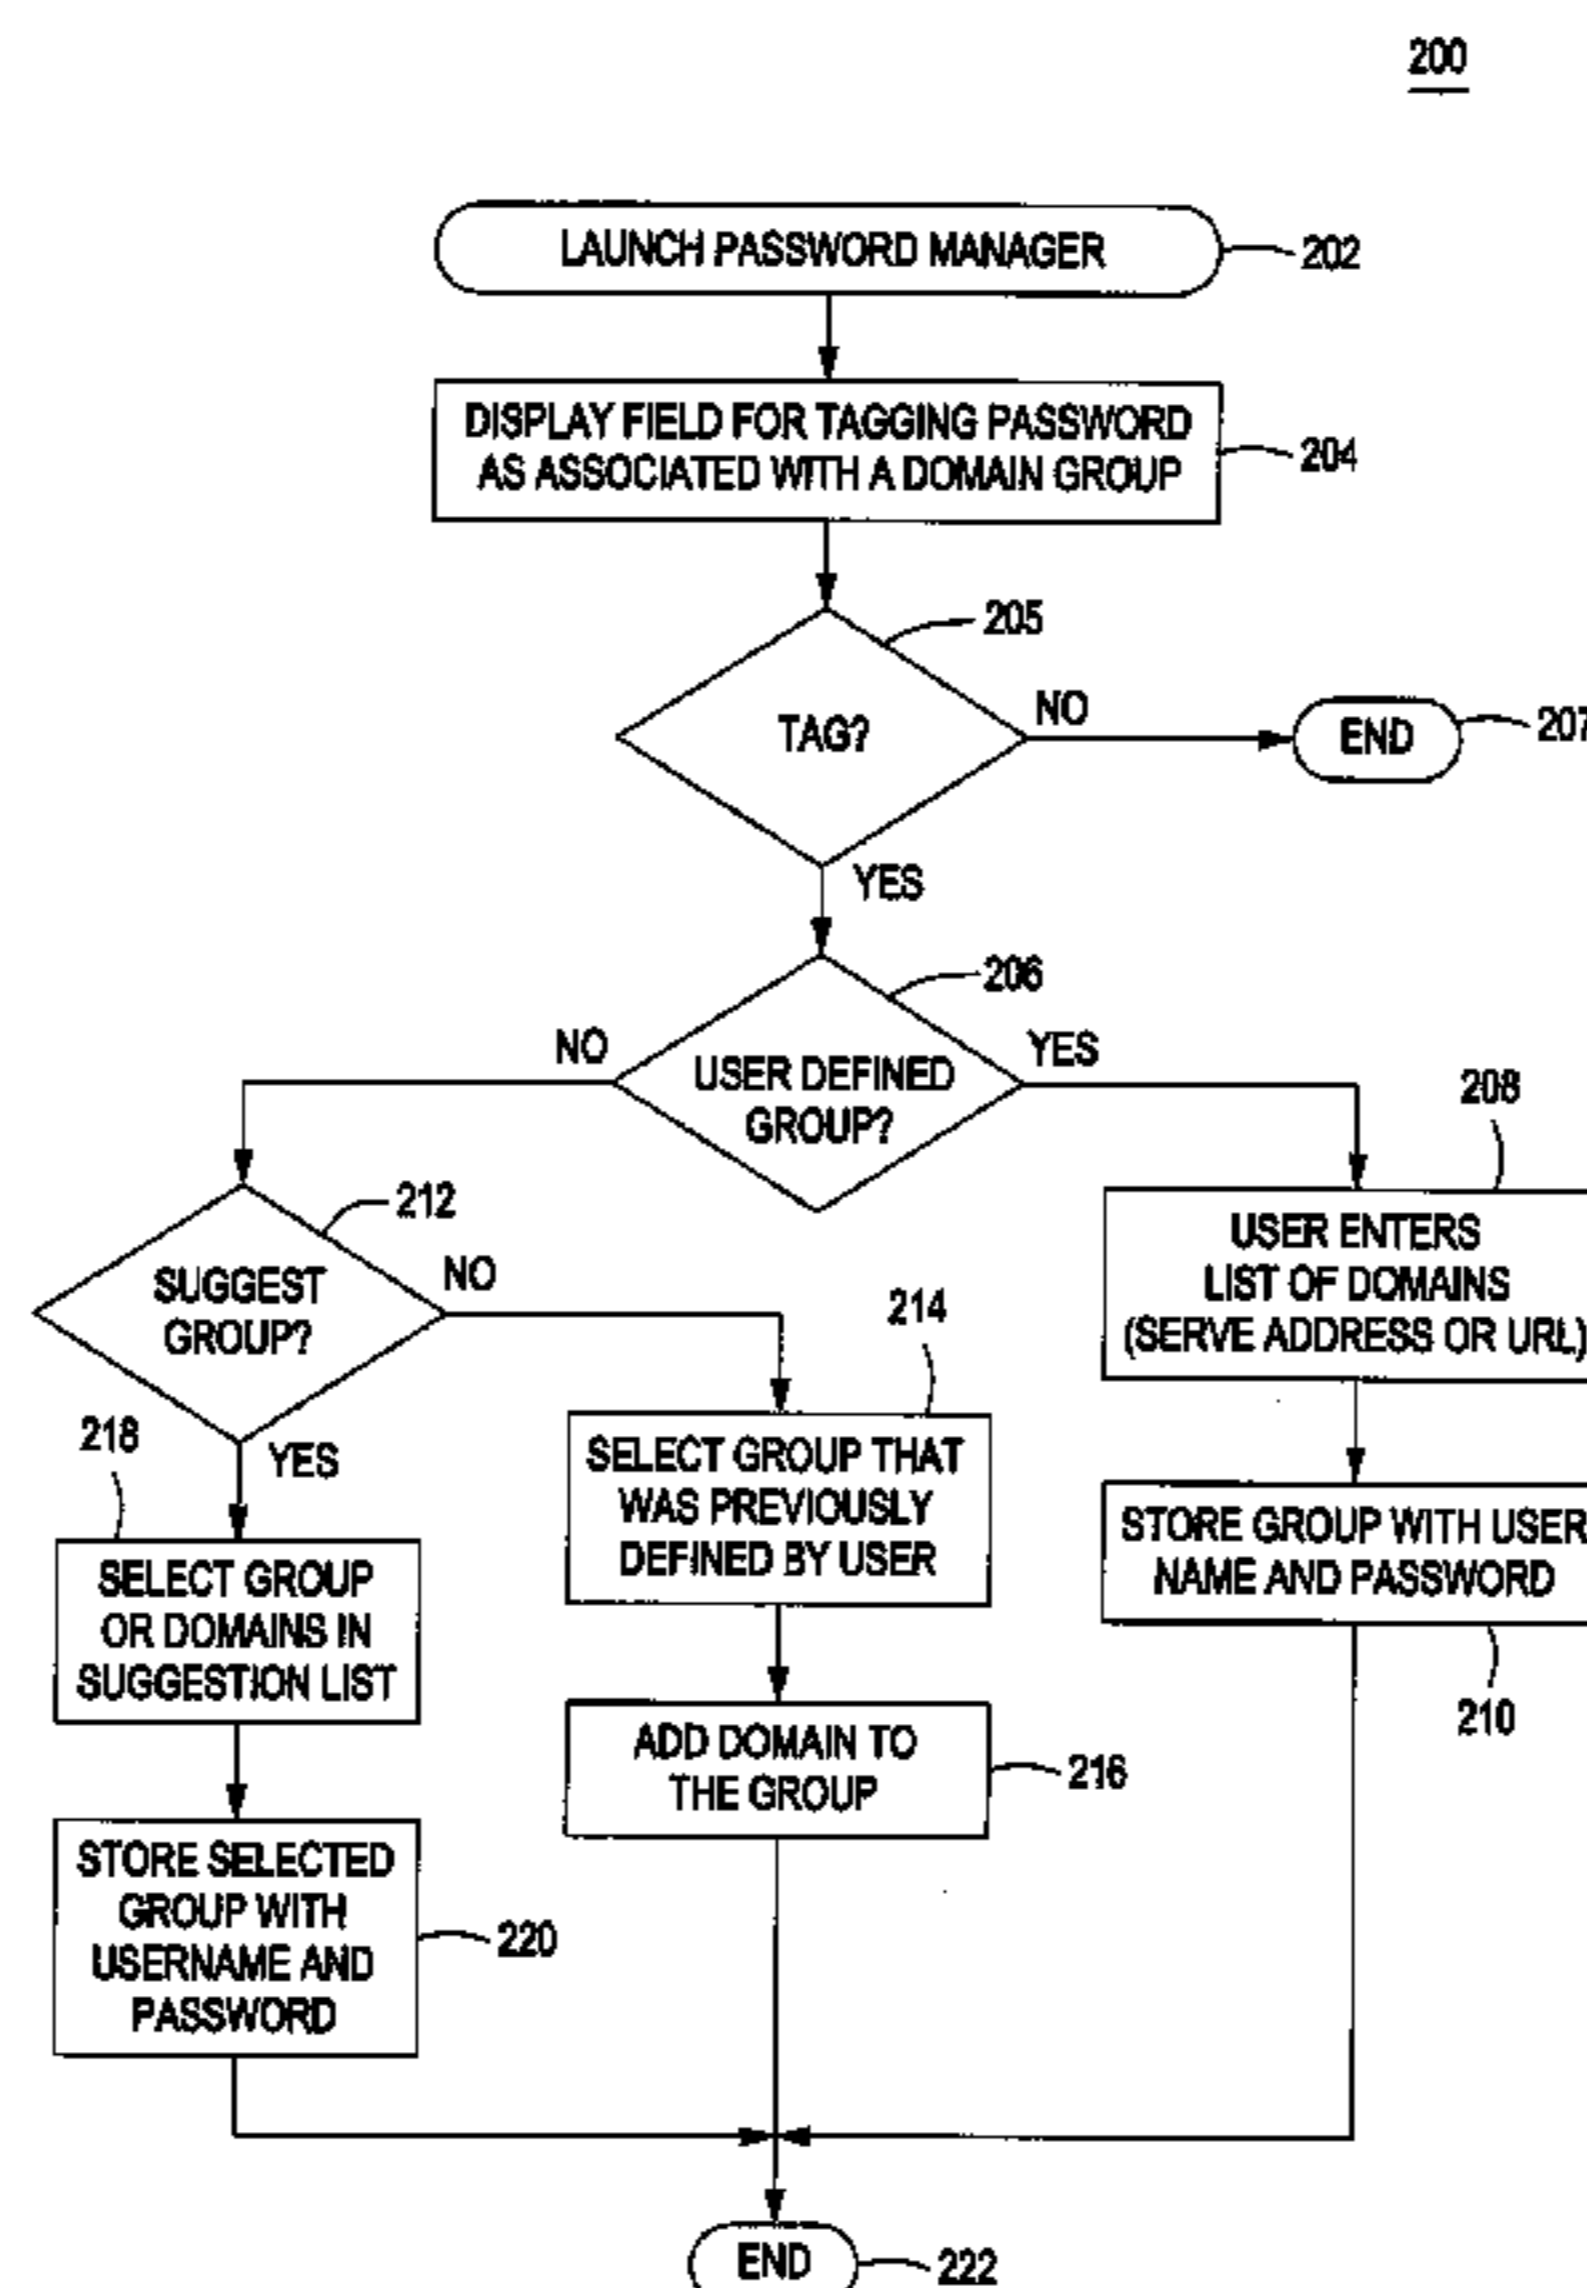 200
LAUNCH PASSWORD MANAGER
202
DISPLAY FIELD FOR TAGGING PASSWORD
AS ASSOCIATED WITH A DOMAIN GROUP
204
205
TAG?
NO
END
207
YES
206
NO
YES
USER DEFINED
GROUP?
208
212
USER ENTERS
LIST OF DOMAINS
(SERVE ADDRESS OR URL)
SUGGEST
GROUP?
NO
214
218
YES
SELECT GROUP THAT
WAS PREVIOUSLY
DEFINED BY USER
STORE GROUP WITH USER
NAME AND PASSWORD
210
SELECT GROUP
OR DOMAINS IN
SUGGESTION LIST
ADD DOMAIN TO
THE GROUP
216
STORE SELECTED
GROUP WITH
USERNAME AND
PASSWORD
220
END
222